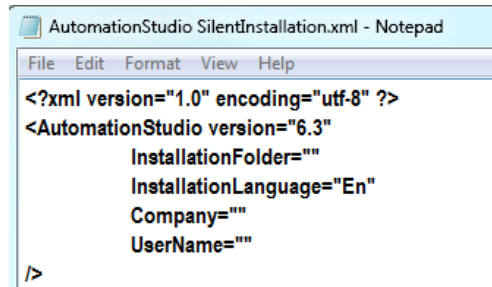 AutomationStudio SilentInstallation.xml - Notepad
File Edit Format View Help
<?xml version="1.0" encoding="utf-8" ?>
<AutomationStudio version="6.3"
InstallationFolder=""
InstallationLanguage="En"
Company=""
UserName=""
/>